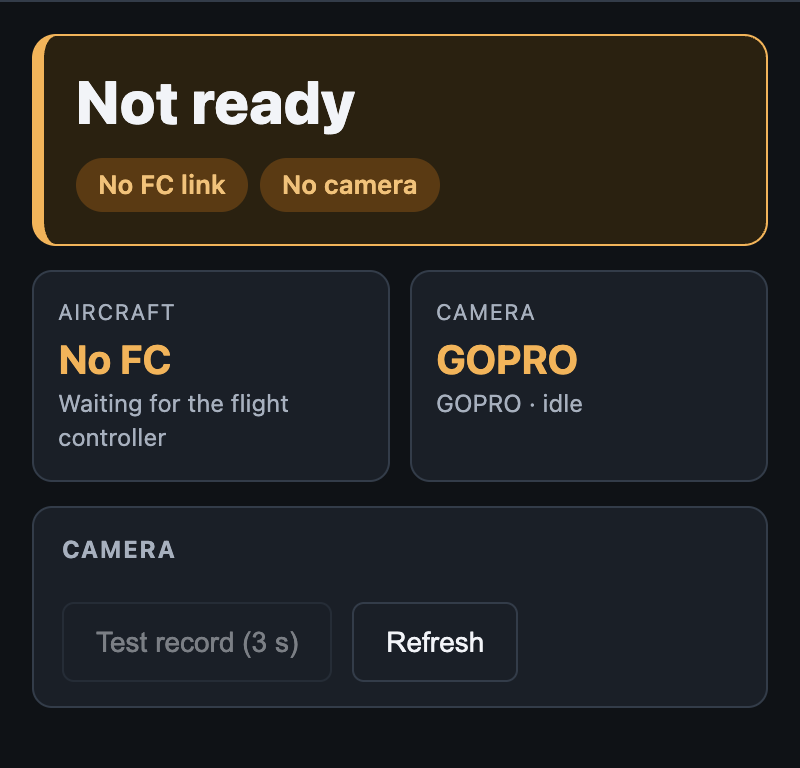 Not ready
No FC link
No camera
AIRCRAFT
No FC
Waiting for the flight
controller
CAMERA
GOPRO
GOPRO · idle
CAMERA
Test record (3 s)
Refresh